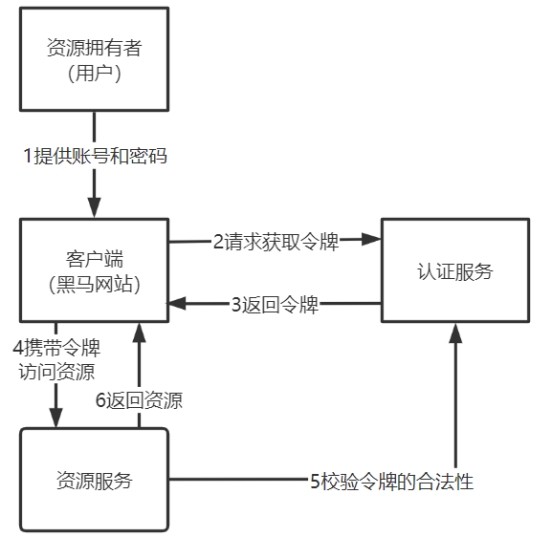 资源拥有者
（用户）
1提供账号和密码
客户端
（黑马网站）
2请求获取令牌
认证服务
3返回令牌
4携带令牌
访问资源
6返回资源
资源服务
5校验令牌的合法性